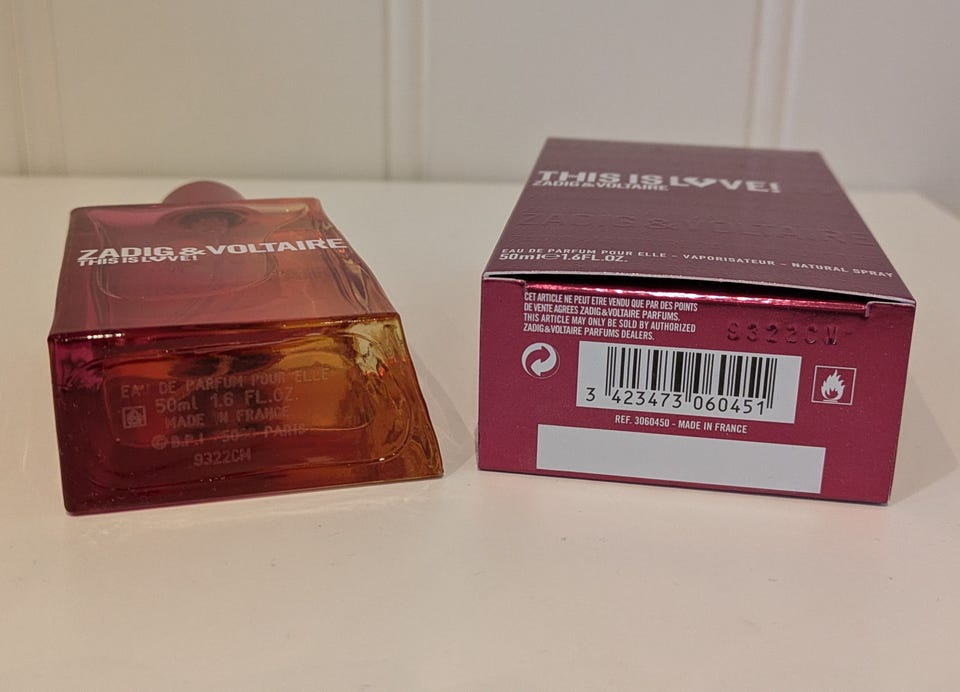 ZADIG & VOLTAIRE
THIS IS LOVE!
EAU DE PARFUM POUR ELLE
50ml 1.6 FL.OZ.
MADE IN FRANCE
© B.P.I PARIS
9322CM
THIS IS LOVE!
ZADIG & VOLTAIRE
ZADIG & VOLTAIRE
EAU DE PARFUM POUR ELLE - VAPORISATEUR - NATURAL SPRAY
50ml℮1.6FL.OZ.
CET ARTICLE NE PEUT ETRE VENDU QUE PAR DES POINTS
DE VENTE AGREES ZADIG & VOLTAIRE PARFUMS.
THIS ARTICLE MAY ONLY BE SOLD BY AUTHORIZED
ZADIG & VOLTAIRE PARFUMS DEALERS.
9322CM
3 423473 060451
REF. 3060450 - MADE IN FRANCE